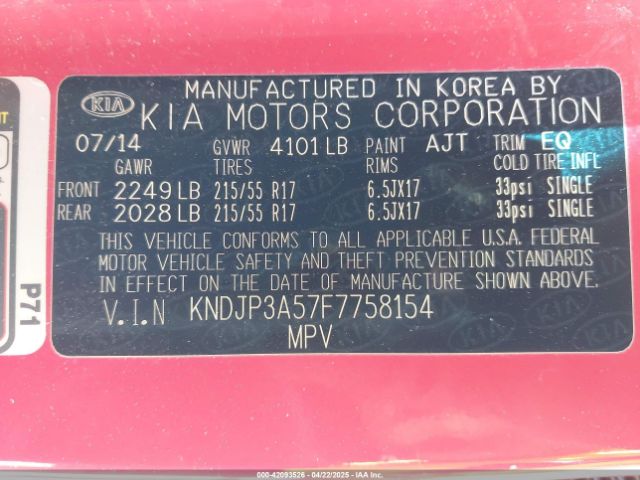 MANUFACTURED IN KOREA BY
KIA KIA MOTORS CORPORATION
07/14 GVWR 4101 LB PAINT AJT TRIM EQ
GAWR TIRES RIMS COLD TIRE INFL
FRONT 2249 LB 215/55 R17 6.5JX17 33psi SINGLE
REAR 2028 LB 215/55 R17 6.5JX17 33psi SINGLE
THIS VEHICLE CONFORMS TO ALL APPLICABLE U.S.A. FEDERAL
MOTOR VEHICLE SAFETY AND THEFT PREVENTION STANDARDS
IN EFFECT ON THE DATE OF MANUFACTURE SHOWN ABOVE.
V.I.N KNDJP3A57F7758154
MPV
P71
000-42093526 - 04/22/2025 - IAAI.COM